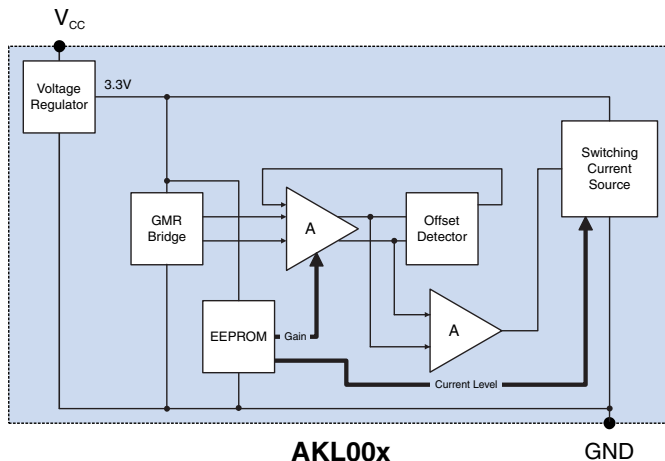 VCC
Voltage
Regulator
3.3V
Switching
Current
Source
GMR
Bridge
A
Offset
Detector
EEPROM
Gain
A
Current Level
AKL00x
GND